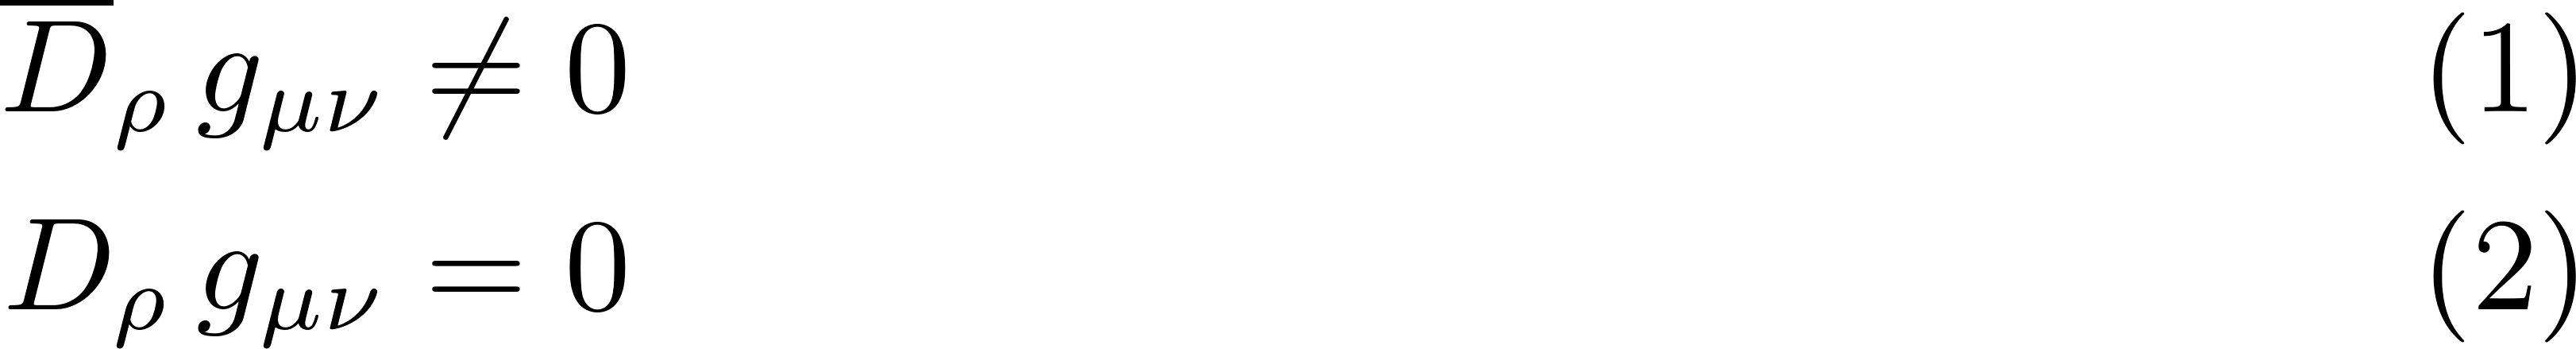 $\overline{D}_\rho \, g_{\mu\nu} \neq 0$ (1)
$D_\rho \, g_{\mu\nu} = 0$ (2)